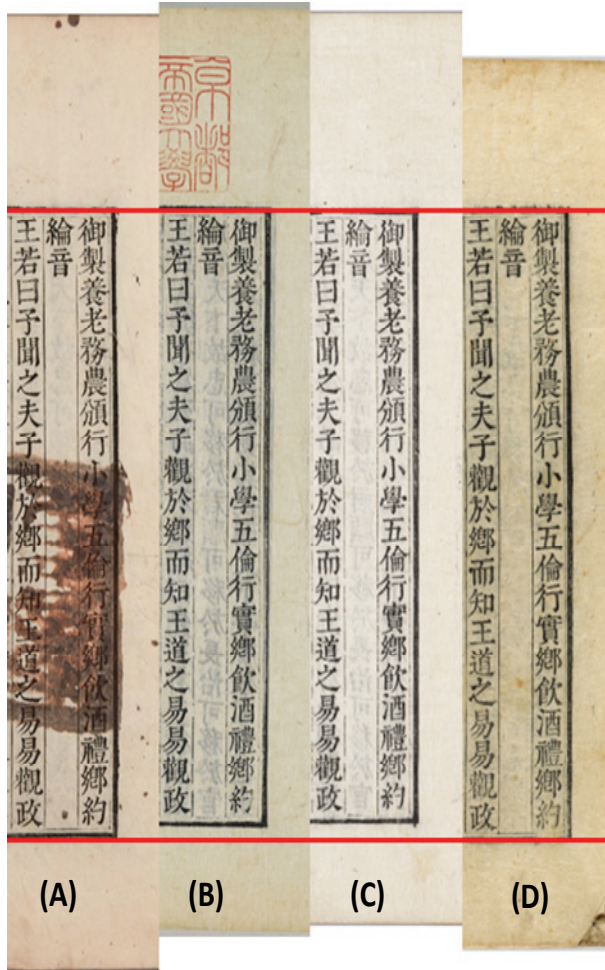 御製養老務農頒行小學五倫行實鄉飲酒禮鄉約
綸音
王若曰予聞之夫子觀於鄉而知王道之易易觀政
(A)
京都
帝國大學
御製養老務農頒行小學五倫行實鄉飲酒禮鄉約
綸音
王若曰予聞之夫子觀於鄉而知王道之易易觀政
(B)
御製養老務農頒行小學五倫行實鄉飲酒禮鄉約
綸音
王若曰予聞之夫子觀於鄉而知王道之易易觀政
(C)
御製養老務農頒行小學五倫行實鄉飲酒禮鄉約
綸音
王若曰予聞之夫子觀於鄉而知王道之易易觀政
(D)